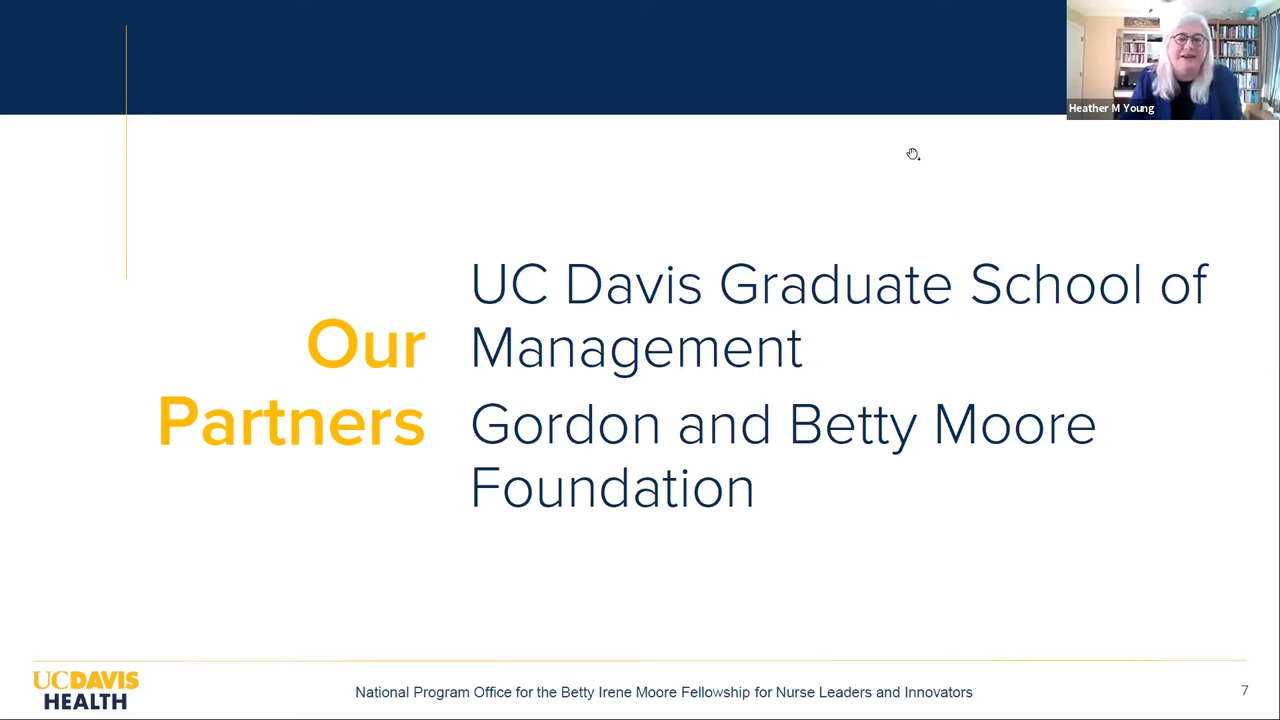 Heather M Young
Our
Partners
UC Davis Graduate School of
Management
Gordon and Betty Moore
Foundation
UCDAVIS
HEALTH
National Program Office for the Betty Irene Moore Fellowship for Nurse Leaders and Innovators
7